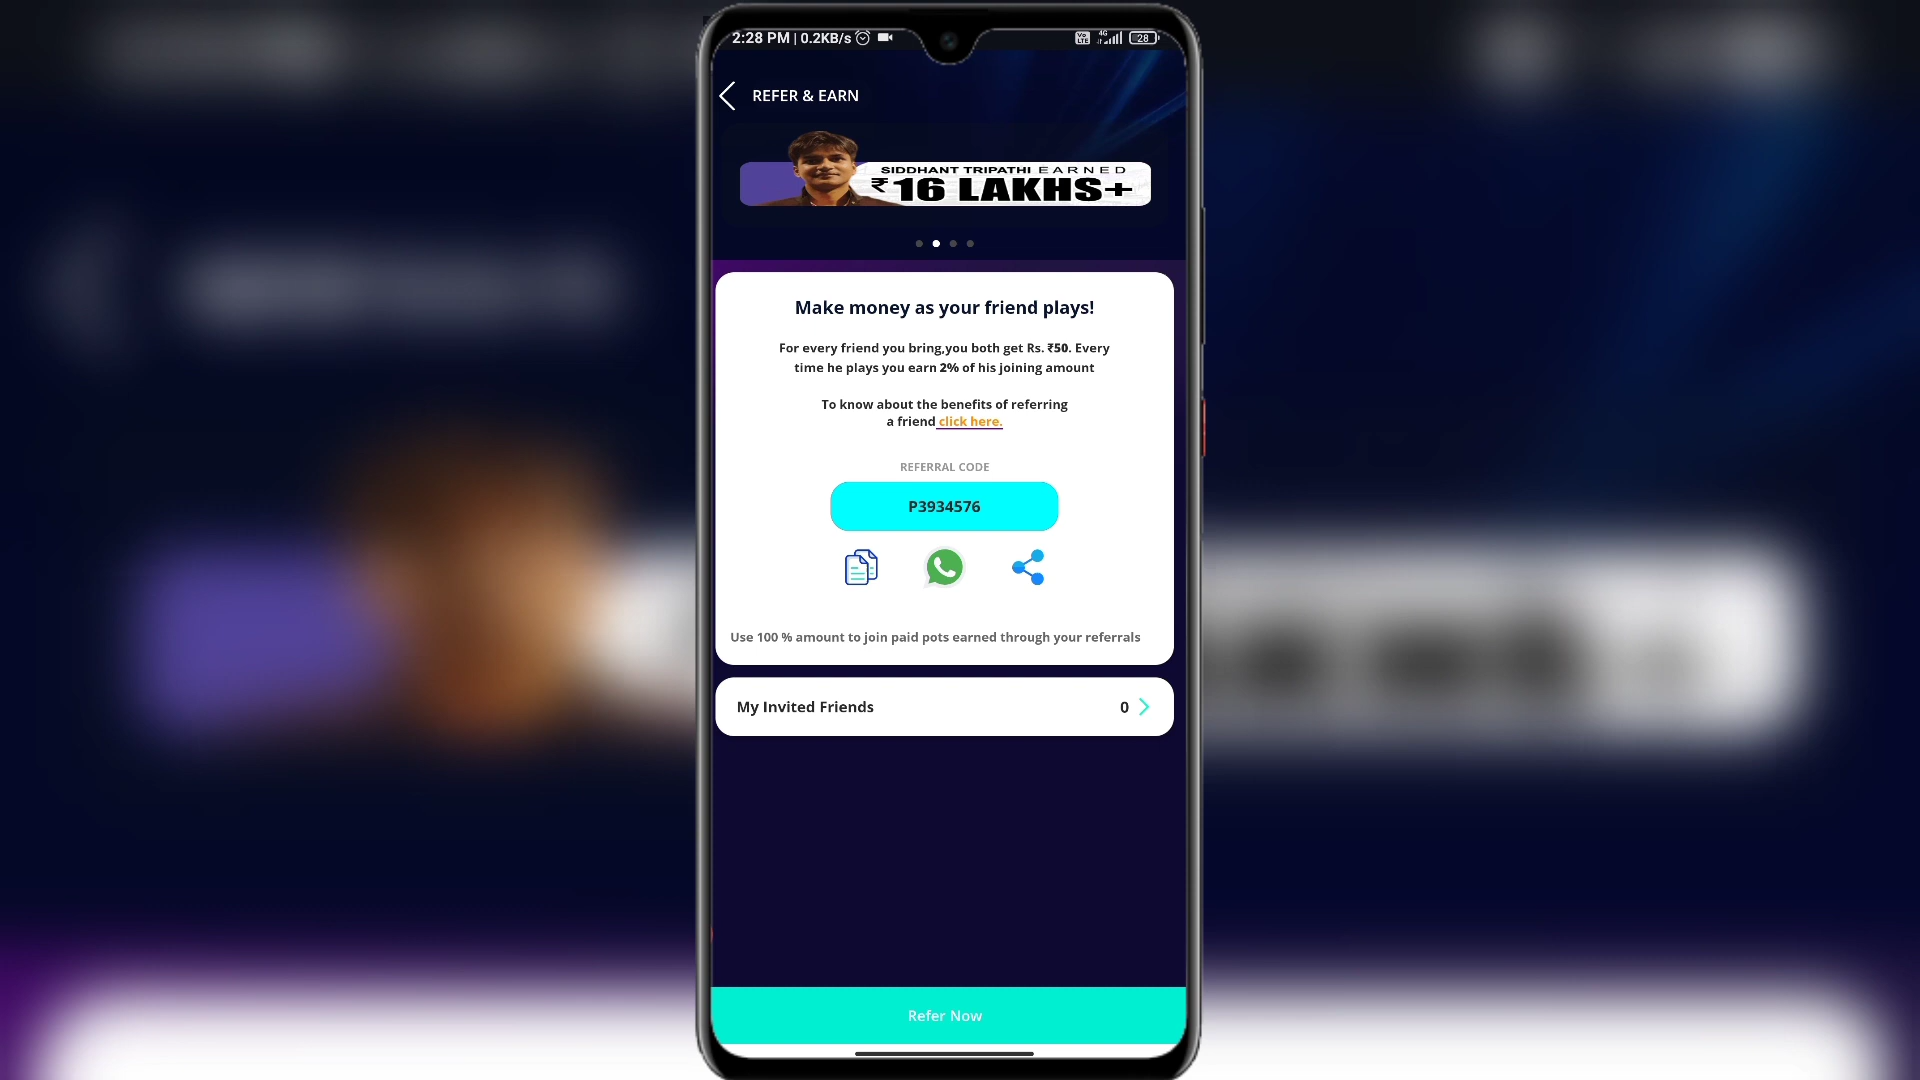 2:28 PM | 0.2KB/s
Vo LTE 4G 28
REFER & EARN
SIDDHANT TRIPATHI EARNED
₹16 LAKHS+
Make money as your friend plays!
For every friend you bring,you both get Rs. ₹50. Every
time he plays you earn 2% of his joining amount
To know about the benefits of referring
a friend click here.
REFERRAL CODE
P3934576
Use 100 % amount to join paid pots earned through your referrals
My Invited Friends 0
Refer Now